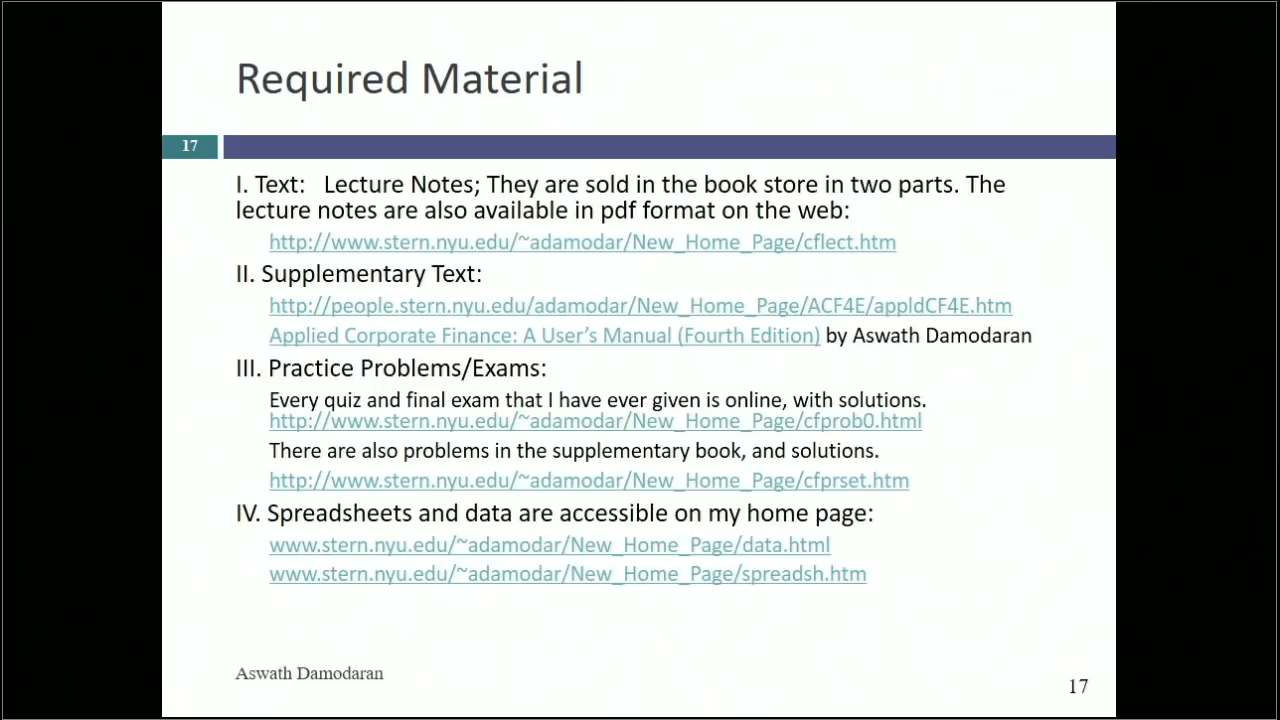 Required Material
17
I. Text: Lecture Notes; They are sold in the book store in two parts. The
lecture notes are also available in pdf format on the web:
http://www.stern.nyu.edu/~adamodar/New_Home_Page/cflect.htm
II. Supplementary Text:
http://people.stern.nyu.edu/adamodar/New_Home_Page/ACF4E/appldCF4E.htm
Applied Corporate Finance: A User’s Manual (Fourth Edition) by Aswath Damodaran
III. Practice Problems/Exams:
Every quiz and final exam that I have ever given is online, with solutions.
http://www.stern.nyu.edu/~adamodar/New_Home_Page/cfprob0.html
There are also problems in the supplementary book, and solutions.
http://www.stern.nyu.edu/~adamodar/New_Home_Page/cfprset.htm
IV. Spreadsheets and data are accessible on my home page:
www.stern.nyu.edu/~adamodar/New_Home_Page/data.html
www.stern.nyu.edu/~adamodar/New_Home_Page/spreadsh.htm
Aswath Damodaran
17